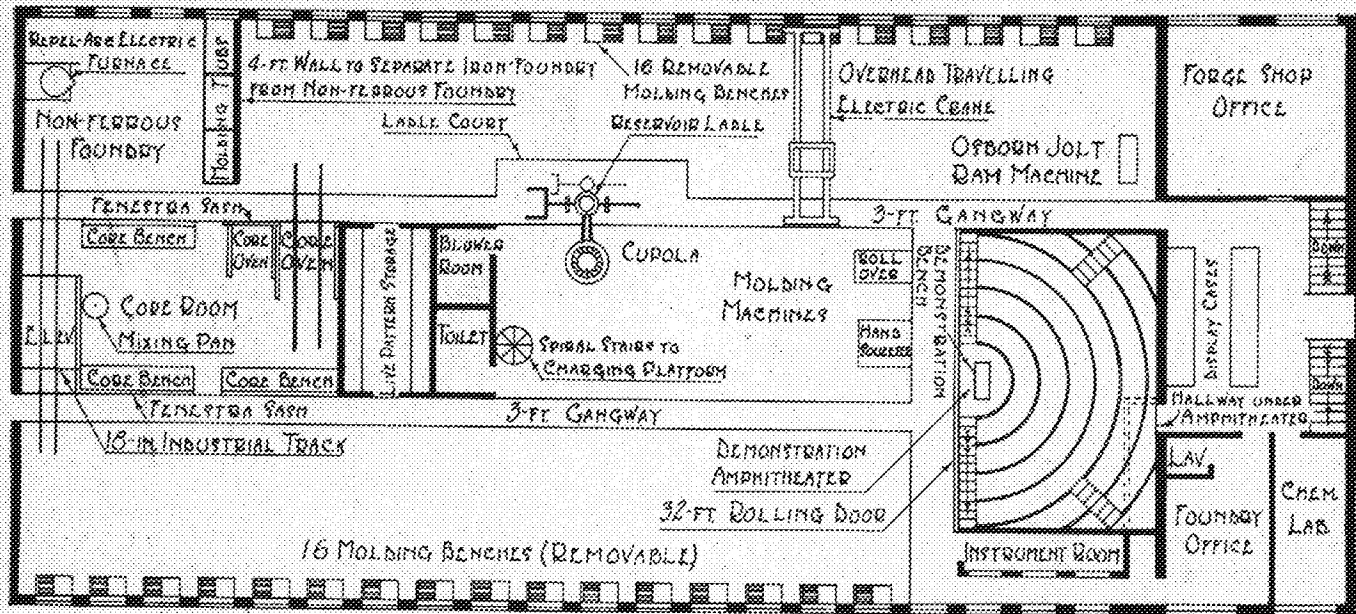 REPEL-ARC ELECTRIC
FURNACE
NON-FERROUS
FOUNDRY
MOLDING TUBS
4-FT WALL TO SEPARATE IRON FOUNDRY
FROM NON-FERROUS FOUNDRY
LADLE COURT
16 REMOVABLE
MOLDING BENCHES
RESERVOIR LADLE
OVERHEAD TRAVELLING
ELECTRIC CRANE
OSBORN JOLT
RAM MACHINE
FORGE SHOP
OFFICE
3-FT. GANGWAY
FENESTRA SASH
CORE BENCH
CORE
OVEN
CORE
OVEN
LIVE PATTERN STORAGE
BLOWER
ROOM
CUPOLA
MOLDING
MACHINES
ROLL
OVER
HAND
SQUEEZER
DEMONSTRATION
BENCH
DISPLAY CASES
DOWN
ELEV.
CORE ROOM
MIXING PAN
TOILET
SPIRAL STAIRS TO
CHARGING PLATFORM
CORE BENCH
CORE BENCH
DOWN
HALLWAY UNDER
AMPHITHEATER
FENESTRA SASH
3-FT GANGWAY
18-IN INDUSTRIAL TRACK
DEMONSTRATION
AMPHITHEATER
32-FT ROLLING DOOR
LAV
FOUNDRY
OFFICE
CHEM
LAB
16 MOLDING BENCHES (REMOVABLE)
INSTRUMENT ROOM